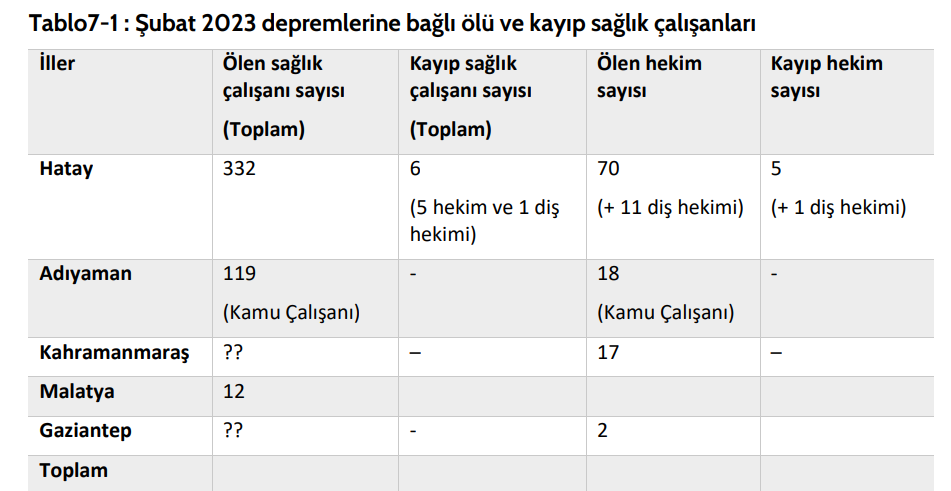 Tablo7-1 : Şubat 2023 depremlerine bağlı ölü ve kayıp sağlık çalışanları
İller
Ölen sağlık
çalışanı sayısı
(Toplam)
Kayıp sağlık
çalışanı sayısı
(Toplam)
Ölen hekim
sayısı
Kayıp hekim
sayısı
Hatay
332
6
(5 hekim ve 1 diş
hekimi)
70
(+ 11 diş hekimi)
5
(+ 1 diş hekimi)
Adıyaman
119
(Kamu Çalışanı)
-
18
(Kamu Çalışanı)
-
Kahramanmaraş
??
–
17
–
Malatya
12
Gaziantep
??
-
2
Toplam